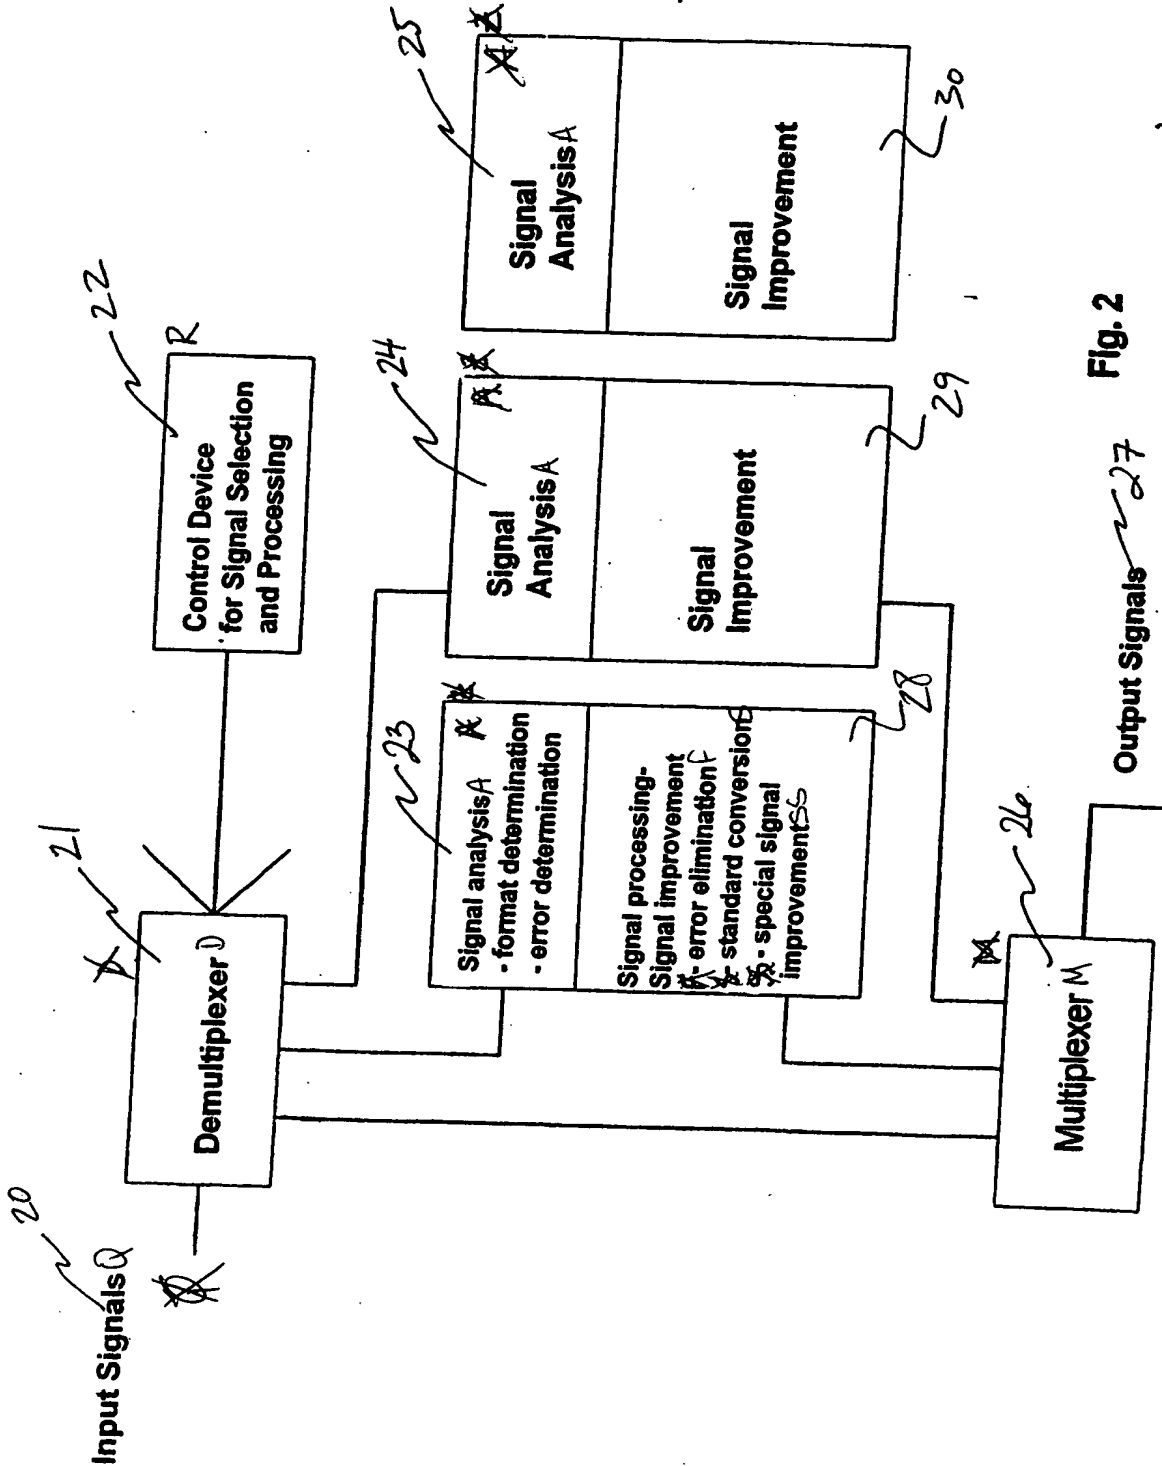 Input Signals Q
20
Demultiplexer D
21
Control Device
for Signal Selection
and Processing
R
22
Signal analysis A
- format determination
- error determination
23
Signal processing-
Signal improvement
- error elimination F
- standard conversion S
- special signal
improvement SS
28
Signal
Analysis A
24
Signal
Improvement
29
Signal
Analysis A
25
Signal
Improvement
30
Multiplexer M
26
Output Signals
27
Fig. 2